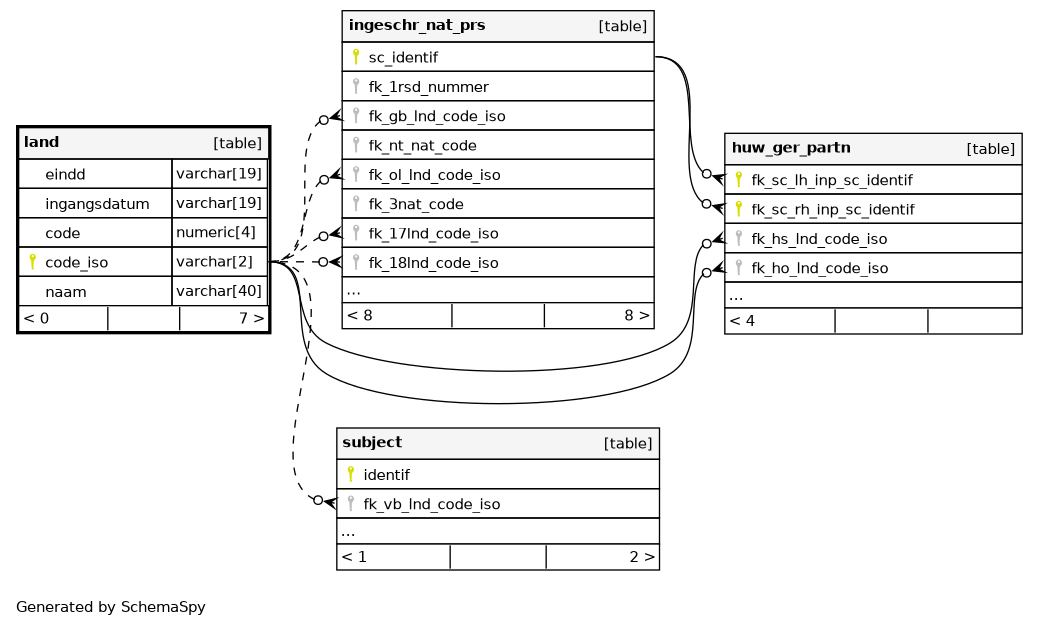 land [table]
eindd varchar[19]
ingangsdatum varchar[19]
code numeric[4]
code_iso varchar[2]
naam varchar[40]
< 0 7 >
ingeschr_nat_prs [table]
sc_identif
fk_1rsd_nummer
fk_gb_lnd_code_iso
fk_nt_nat_code
fk_ol_lnd_code_iso
fk_3nat_code
fk_17lnd_code_iso
fk_18lnd_code_iso
...
< 8 8 >
huw_ger_partn [table]
fk_sc_lh_inp_sc_identif
fk_sc_rh_inp_sc_identif
fk_hs_lnd_code_iso
fk_ho_lnd_code_iso
...
< 4
subject [table]
identif
fk_vb_lnd_code_iso
...
< 1 2 >
Generated by SchemaSpy